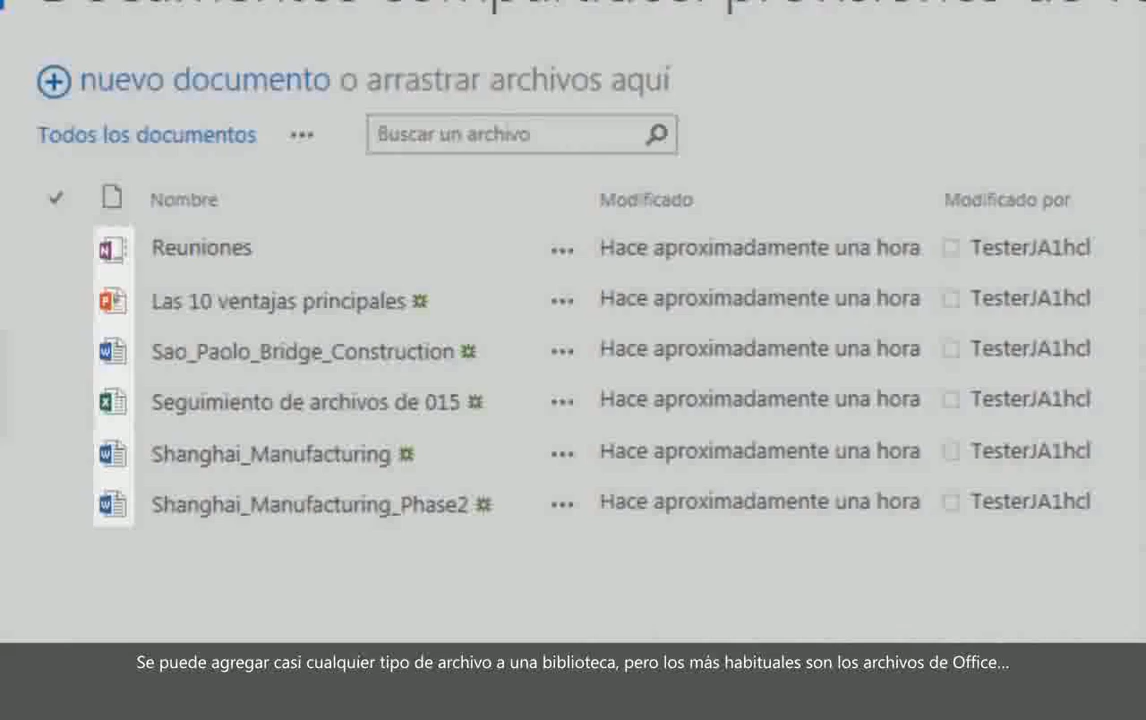 nuevo documento o arrastrar archivos aquí
Todos los documentos ••• Buscar un archivo
Nombre Modificado Modificado por
Reuniones ••• Hace aproximadamente una hora TesterJA1hcl
Las 10 ventajas principales ••• Hace aproximadamente una hora TesterJA1hcl
Sao_Paolo_Bridge_Construction ••• Hace aproximadamente una hora TesterJA1hcl
Seguimiento de archivos de 015 ••• Hace aproximadamente una hora TesterJA1hcl
Shanghai_Manufacturing ••• Hace aproximadamente una hora TesterJA1hcl
Shanghai_Manufacturing_Phase2 ••• Hace aproximadamente una hora TesterJA1hcl
Se puede agregar casi cualquier tipo de archivo a una biblioteca, pero los más habituales son los archivos de Office...